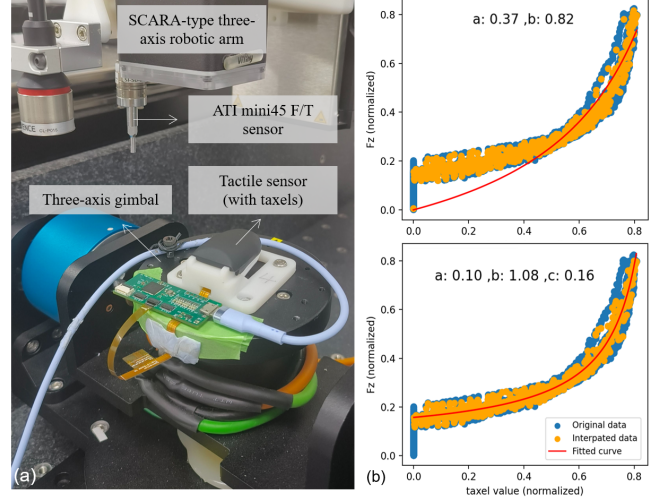 SCARA-type three-
axis robotic arm
ATI mini45 F/T
sensor
Tactile sensor
(with taxels)
Three-axis gimbal
(a)
a: 0.37 ,b: 0.82
Fz (normalized)
0.8
0.6
0.4
0.2
0.0
0.0 0.2 0.4 0.6 0.8
a: 0.10 ,b: 1.08 ,c: 0.16
Fz (normalized)
0.8
0.6
0.4
0.2
0.0
0.0 0.2 0.4 0.6 0.8
Original data
Interpated data
Fitted curve
taxel value (normalized)
(b)